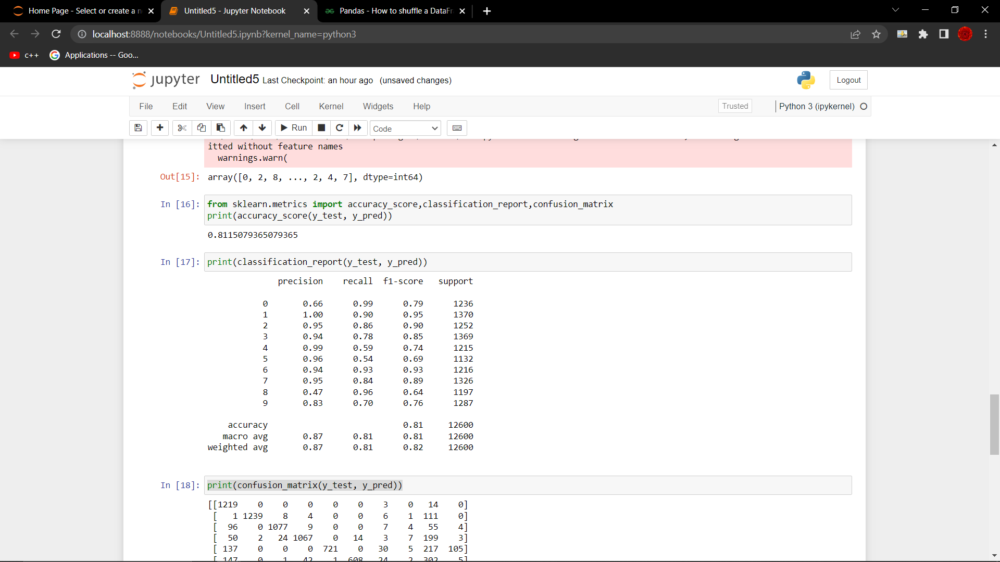 Home Page - Select or create a n
Untitled5 - Jupyter Notebook
Pandas - How to shuffle a DataFr
localhost:8888/notebooks/Untitled5.ipynb?kernel_name=python3
c++
Applications -- Goo...
jupyter Untitled5 Last Checkpoint: an hour ago (unsaved changes)
Logout
File Edit View Insert Cell Kernel Widgets Help
Trusted
Python 3 (ipykernel)
Run
Code
itted without feature names
warnings.warn(
Out[15]: array([0, 2, 8, ..., 2, 4, 7], dtype=int64)
In [16]: from sklearn.metrics import accuracy_score,classification_report,confusion_matrix
print(accuracy_score(y_test, y_pred))
0.8115079365079365
In [17]: print(classification_report(y_test, y_pred))
precision recall f1-score support
0 0.66 0.99 0.79 1236
1 1.00 0.90 0.95 1370
2 0.95 0.86 0.90 1252
3 0.94 0.78 0.85 1369
4 0.99 0.59 0.74 1215
5 0.96 0.54 0.69 1132
6 0.94 0.93 0.93 1216
7 0.95 0.84 0.89 1326
8 0.47 0.96 0.64 1197
9 0.83 0.70 0.76 1287
accuracy 0.81 12600
macro avg 0.87 0.81 0.81 12600
weighted avg 0.87 0.81 0.82 12600
In [18]: print(confusion_matrix(y_test, y_pred))
[[1219 0 0 0 0 0 3 0 14 0]
[ 1 1239 8 4 0 0 6 1 111 0]
[ 96 0 1077 9 0 0 7 4 55 4]
[ 50 2 24 1067 0 14 3 7 199 3]
[ 137 0 0 0 721 0 30 5 217 105]
[ 147 0 1 42 1 608 24 2 302 5]